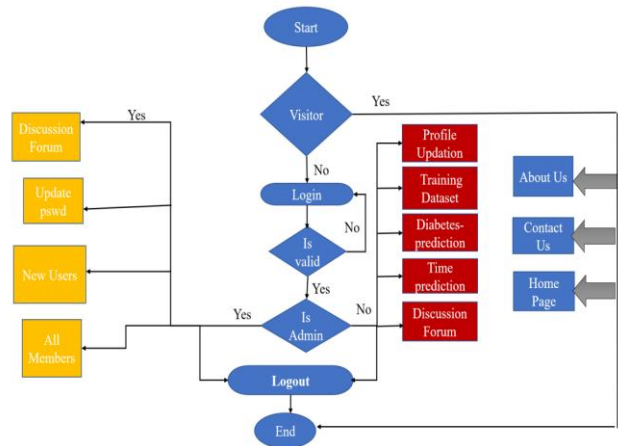 Start
Visitor
Yes
No
Login
No
Is
valid
Yes
Is
Admin
Yes
No
Logout
End
Yes
Discussion
Forum
Update
pswd
New Users
All
Members
Profile
Updation
Training
Dataset
Diabetes-
prediction
Time
prediction
Discussion
Forum
About Us
Contact
Us
Home
Page